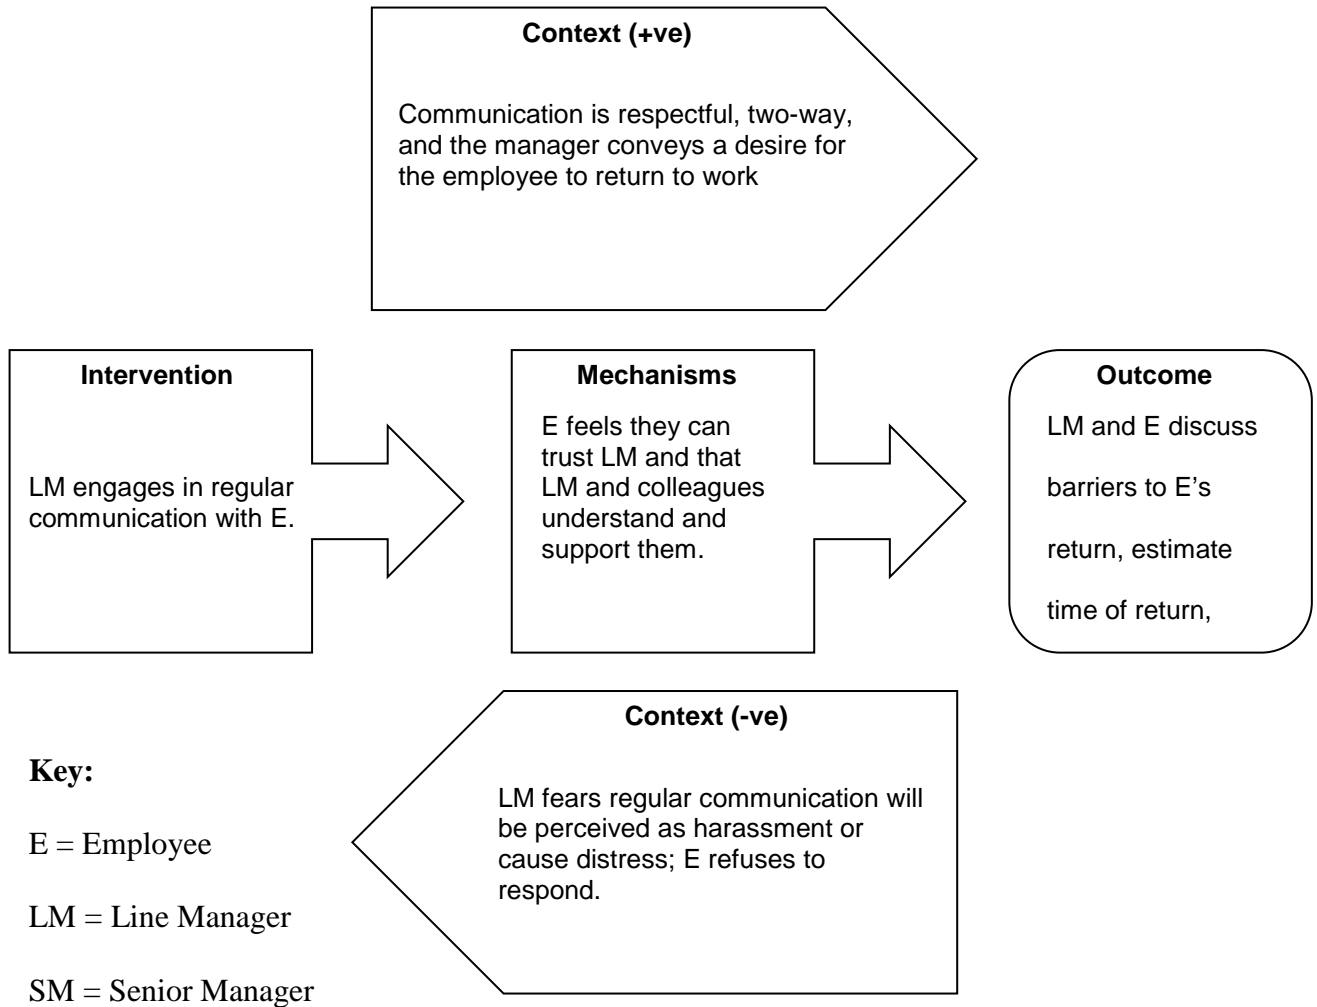 Context (+ve)
Communication is respectful, two-way,
and the manager conveys a desire for
the employee to return to work
Intervention
LM engages in regular
communication with E.
Mechanisms
E feels they can
trust LM and that
LM and colleagues
understand and
support them.
Outcome
LM and E discuss
barriers to E’s
return, estimate
time of return,
Context (-ve)
LM fears regular communication will
be perceived as harassment or
cause distress; E refuses to
respond.
Key:
E = Employee
LM = Line Manager
SM = Senior Manager